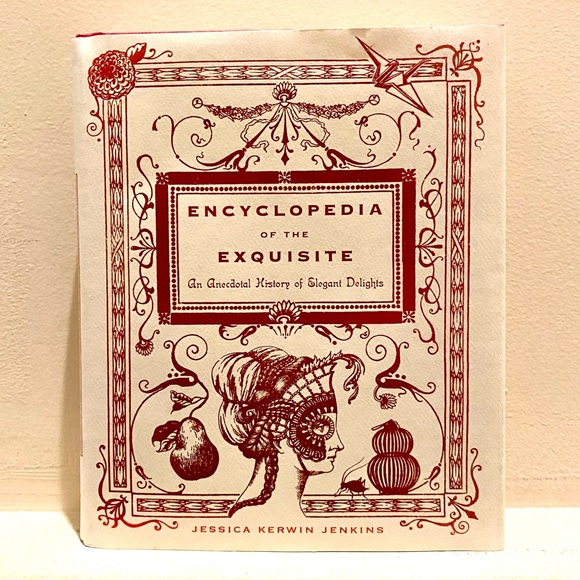 ENCYCLOPEDIA
OF THE
EXQUISITE
An Anecdotal History of Elegant Delights
JESSICA KERWIN JENKINS